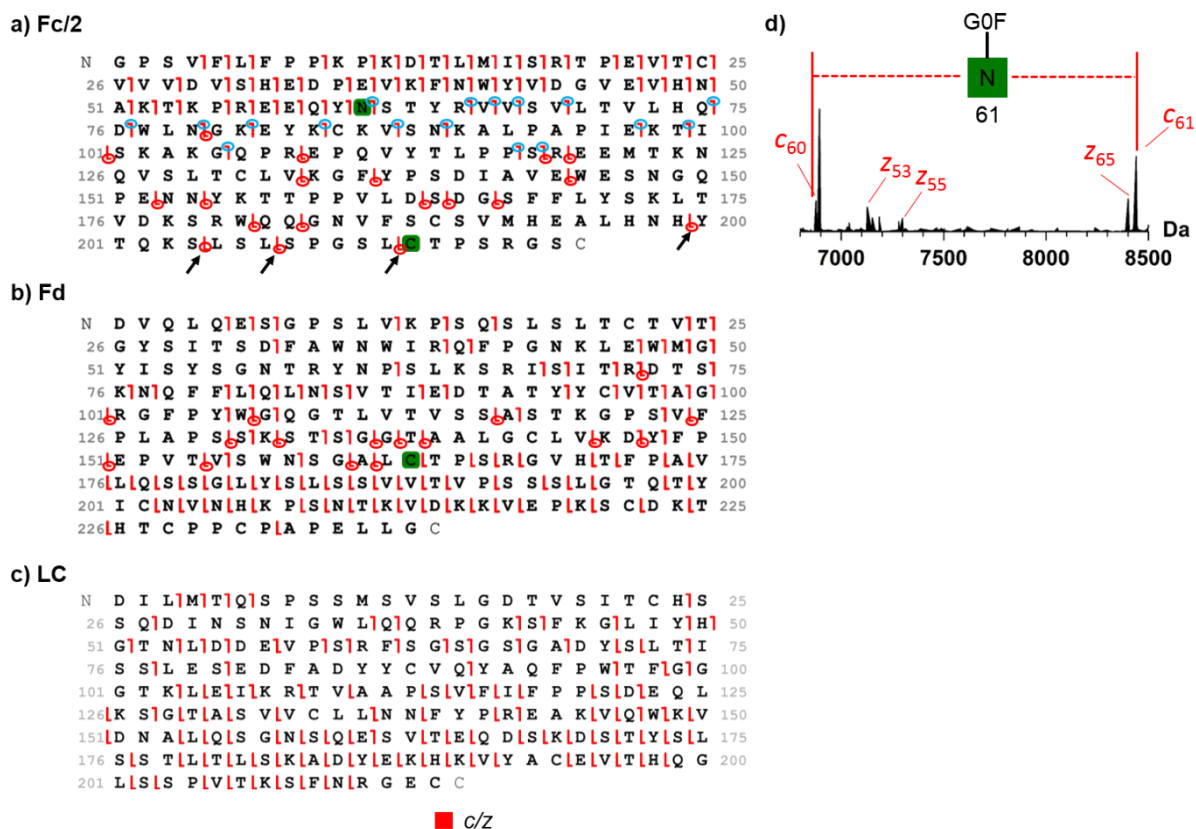 a) Fc/2
N G P S V F L F P P K P K D T L M I S R T P E V T C 25
26 V V V D V S H E D P E V K F N W Y V D G V E V H N 50
51 A K T K P R E E Q Y N S T Y R V V S V L T V L H Q 75
76 D W L N G K E Y K C K V S N K A L P A P I E K T I 100
101 S K A K G Q P R E P Q V Y T L P P S R E E M T K N 125
126 Q V S L T C L V K G F Y P S D I A V E W E S N G Q 150
151 P E N N Y K T T P P V L D S D G S F F L Y S K L T 175
176 V D K S R W Q Q G N V F S C S V M H E A L H N H Y 200
201 T Q K S L S L S P G S L C T P S R G S C
b) Fd
N D V Q L Q E S G P S L V K P S Q S L S L T C T V T 25
26 G Y S I T S D F A W N W I R Q F P G N K L E W M G 50
51 Y I S Y S G N T R Y N P S L K S R I S I T R D T S 75
76 K N Q F F L Q L N S V T I E D T A T Y Y C V T A G 100
101 R G F P Y W G Q G T L V T V S S A S T K G P S V F 125
126 P L A P S S K S T S G G T A A L G C L V K D Y F P 150
151 E P V T V S W N S G A L C T P S R G V H T F P A V 175
176 L Q S S G L Y S L S S V V T V P S S S L G T Q T Y 200
201 I C N V N H K P S N T K V D K K V E P K S C D K T 225
226 H T C P P C P A P E L L G C
c) LC
N D I L M T Q S P S S M S V S L G D T V S I T C H S 25
26 S Q D I N S N I G W L Q Q R P G K S F K G L I Y H 50
51 G T N L D D E V P S R F S G S G S G A D Y S L T I 75
76 S S L E S E D F A D Y Y C V Q Y A Q F P W T F G G 100
101 G T K L E I K R T V A A P S V F I F P P S D E Q L 125
126 K S G T A S V V C L L N N F Y P R E A K V Q W K V 150
151 D N A L Q S G N S Q E S V T E Q D S K D S T Y S L 175
176 S S T L T L S K A D Y E K H K V Y A C E V T H Q G 200
201 L S S P V T K S F N R G E C C
c/z
d)
G0F
N
61
c60
z53
z55
z65
c61
Da
7000 7500 8000 8500